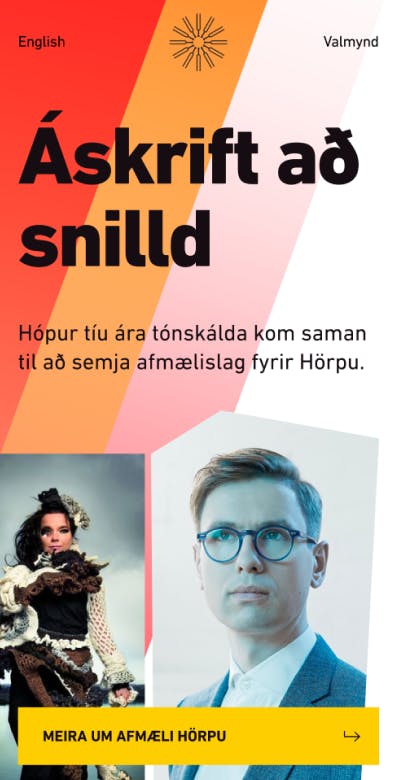 English
Valmynd
Áskrift að
snilld
Hópur tíu ára tónskálda kom saman
til að semja afmælislag fyrir Hörpu.
MEIRA UM AFMÆLI HÖRPU